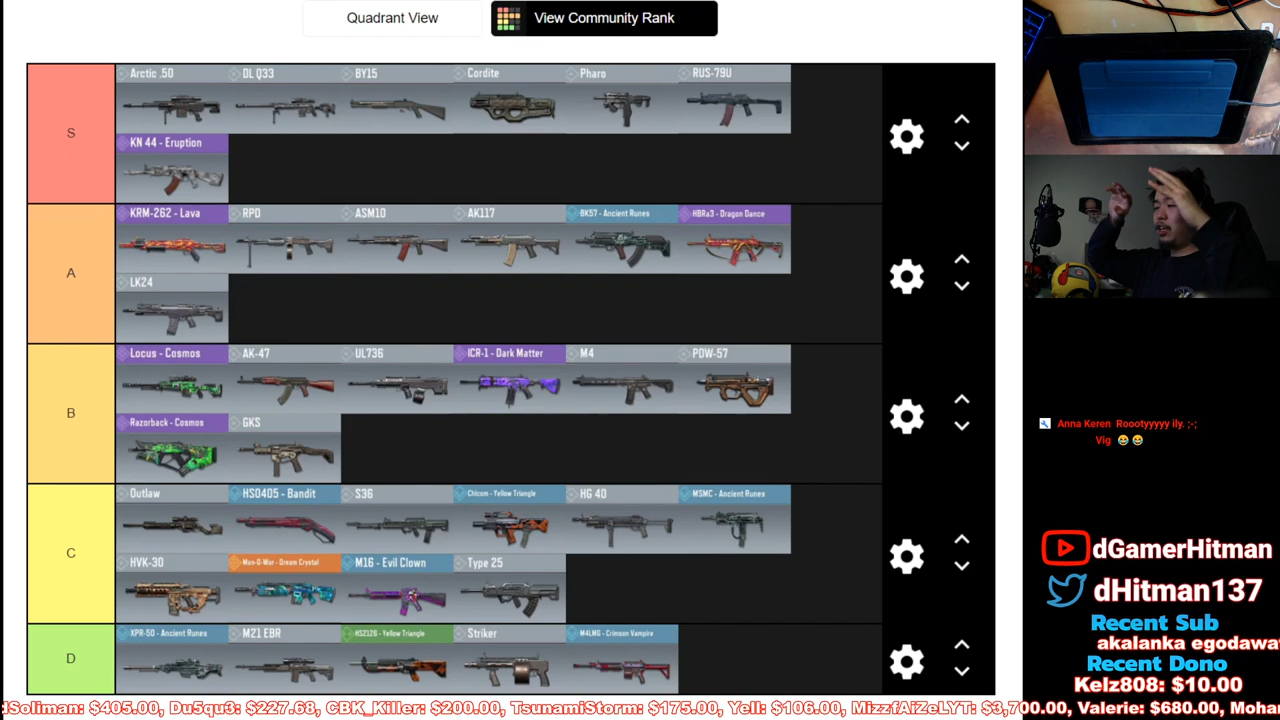 Quadrant View
View Community Rank
S
Arctic .50
DL Q33
BY15
Cordite
Pharo
RUS-79U
KN 44 - Eruption
A
KRM-262 - Lava
RPD
ASM10
AK117
BK57 - Ancient Runes
HBRa3 - Dragon Dance
LK24
B
Locus - Cosmos
AK-47
UL736
ICR-1 - Dark Matter
M4
PDW-57
Razorback - Cosmos
GKS
C
Outlaw
HS0405 - Bandit
S36
Chicom - Yellow Triangle
HG 40
MSMC - Ancient Runes
HVK-30
Man-O-War - Dream Crystal
M16 - Evil Clown
Type 25
D
XPR-50 - Ancient Runes
M21 EBR
HS2126 - Yellow Triangle
Striker
M4LMG - Crimson Vampire
Anna Keren Roootyyyyy ily. ;-;
Vig 😂 😂
dGamerHitman
dHitman137
Recent Sub
akalanka egodawa
Recent Dono
Kelz808: $10.00
dSoliman: $405.00, Du5qu3: $227.68, CBK_Killer: $200.00, TsunamiStorm: $175.00, Yell: $106.00, MizzfAiZeLYT: $3,700.00, Valerie: $680.00, Moha